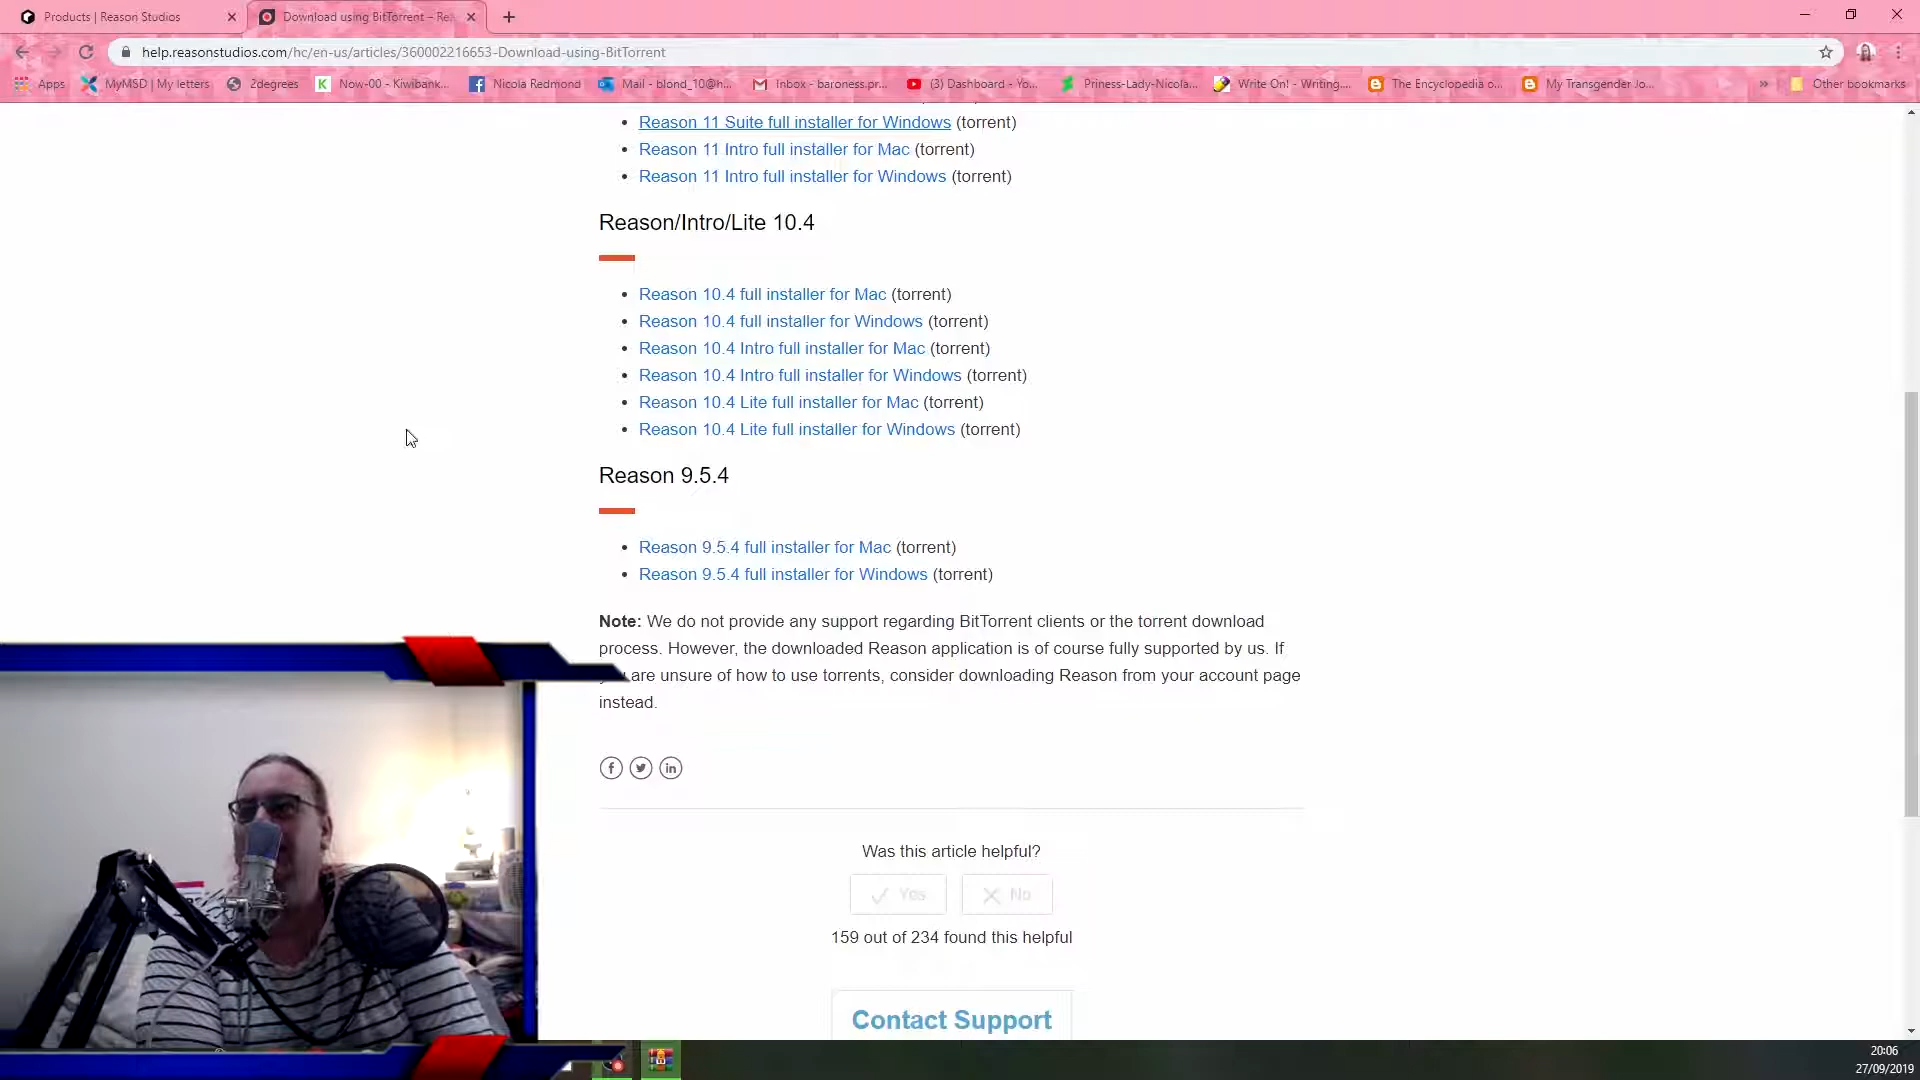 Products | Reason Studios
Download using BitTorrent – Re
help.reasonstudios.com/hc/en-us/articles/360002216653-Download-using-BitTorrent
Apps
MyMSD | My letters
2degrees
Now-00 - Kiwibank...
Nicola Redmond
Mail - blond_10@h...
Inbox - baroness.pr...
(3) Dashboard - Yo...
Priness-Lady-Nicola...
Write On! - Writing....
The Encyclopedia o...
My Transgender Jo...
»
Other bookmarks
• Reason 11 Suite full installer for Windows (torrent)
• Reason 11 Intro full installer for Mac (torrent)
• Reason 11 Intro full installer for Windows (torrent)
Reason/Intro/Lite 10.4
• Reason 10.4 full installer for Mac (torrent)
• Reason 10.4 full installer for Windows (torrent)
• Reason 10.4 Intro full installer for Mac (torrent)
• Reason 10.4 Intro full installer for Windows (torrent)
• Reason 10.4 Lite full installer for Mac (torrent)
• Reason 10.4 Lite full installer for Windows (torrent)
Reason 9.5.4
• Reason 9.5.4 full installer for Mac (torrent)
• Reason 9.5.4 full installer for Windows (torrent)
Note: We do not provide any support regarding BitTorrent clients or the torrent download
process. However, the downloaded Reason application is of course fully supported by us. If
are unsure of how to use torrents, consider downloading Reason from your account page
instead.
Was this article helpful?
Yes
No
159 out of 234 found this helpful
Contact Support
20:06
27/09/2019